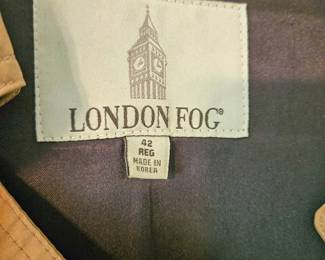 LONDON FOG®
42
REG
MADE IN
KOREA